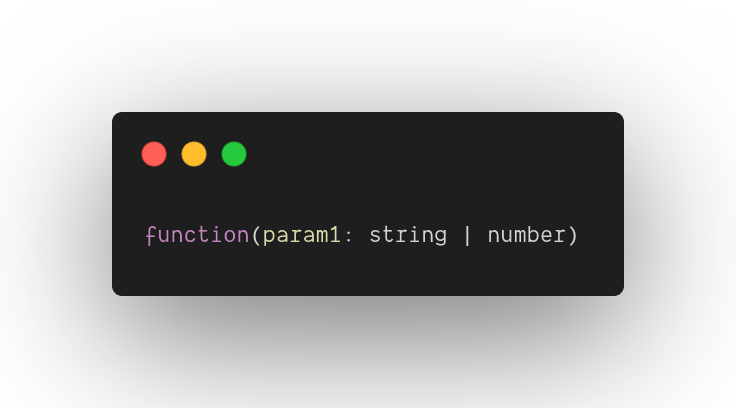 function(param1: string | number)